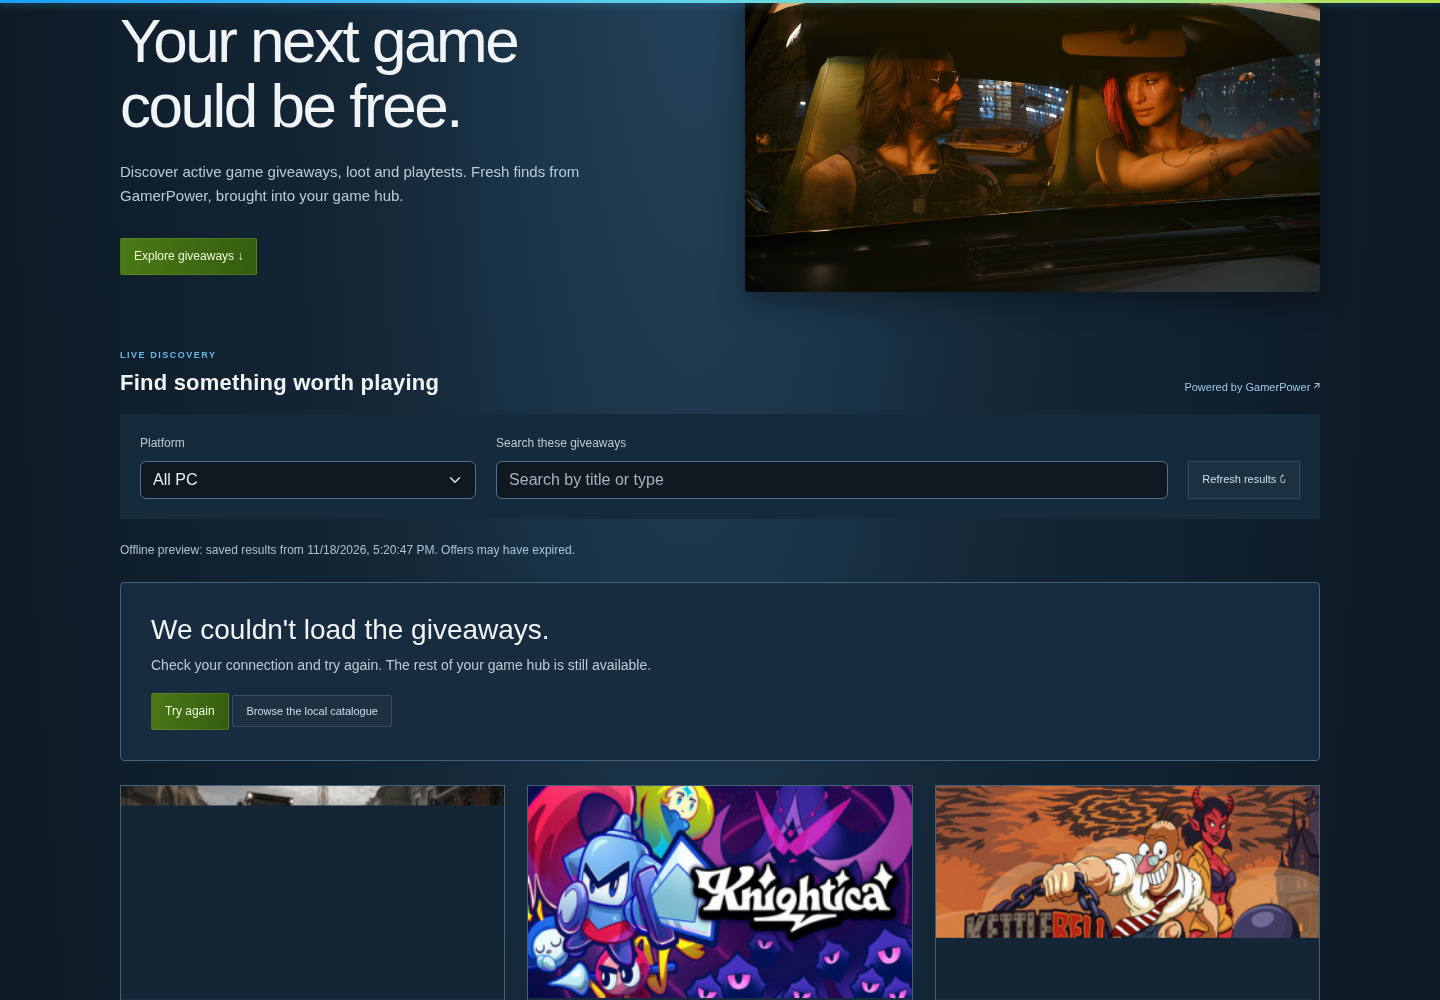 Your next game
could be free.
Discover active game giveaways, loot and playtests. Fresh finds from
GamerPower, brought into your game hub.
Explore giveaways ↓
LIVE DISCOVERY
Find something worth playing
Powered by GamerPower ↗
Platform
Search these giveaways
All PC
Search by title or type
Refresh results ↻
Offline preview: saved results from 11/18/2026, 5:20:47 PM. Offers may have expired.
We couldn't load the giveaways.
Check your connection and try again. The rest of your game hub is still available.
Try again
Browse the local catalogue
Knightica
KETTLEBELL